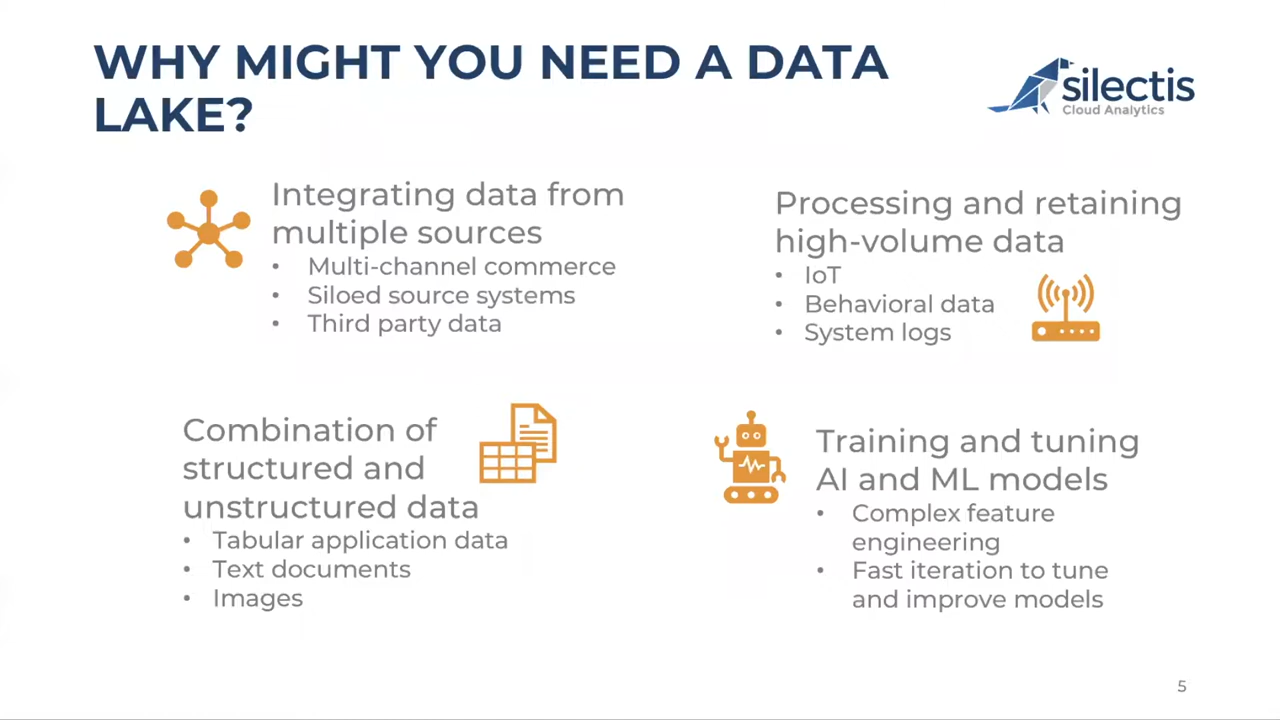 WHY MIGHT YOU NEED A DATA
LAKE?
silectis
Cloud Analytics
Integrating data from
multiple sources
• Multi-channel commerce
• Siloed source systems
• Third party data
Processing and retaining
high-volume data
• IoT
• Behavioral data
• System logs
Combination of
structured and
unstructured data
• Tabular application data
• Text documents
• Images
Training and tuning
AI and ML models
• Complex feature
engineering
• Fast iteration to tune
and improve models
5